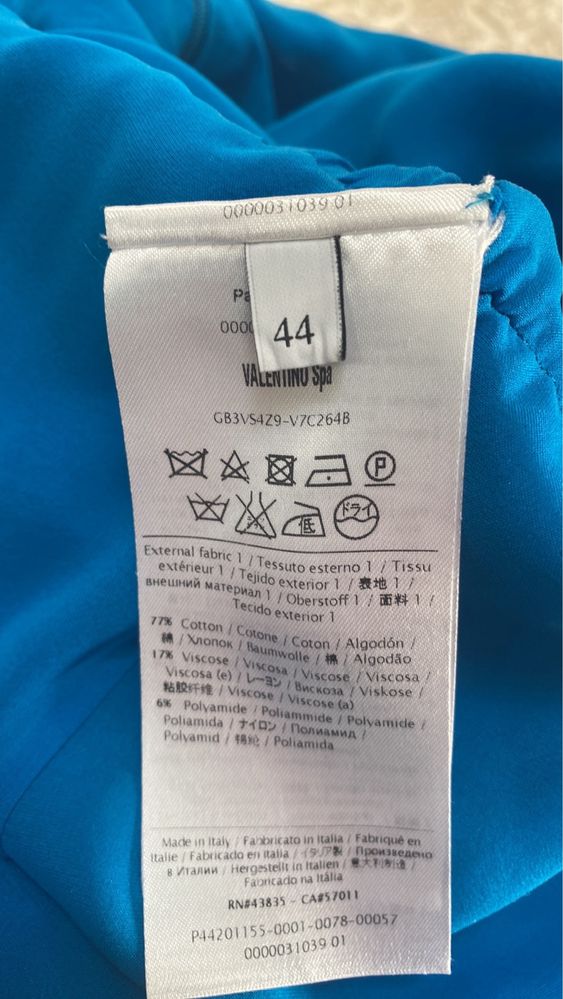 0000031039 01
Pa
000
44
VALENTINO Spa
GB3VS4Z9-V7C264B
P
低
ドライ
External fabric 1 / Tessuto esterno 1 / Tissu
extérieur 1 / Tejido exterior 1 / 表地 1 /
внешний материал 1 / Oberstoff 1 / 面料 1 /
Tecido exterior 1
77% Cotton / Cotone / Coton / Algodón /
綿 / Хлопок / Baumwolle / 棉 / Algodão
17% Viscose / Viscosa / Viscose / Viscosa /
Viscosa (e) / レーヨン / Вискоза / Viskose /
粘胶纤维 / Viscose / Viscose (a)
6% Polyamide / Poliammide / Polyamide /
Poliamida / ナイロン / Полиамид /
Polyamid / 锦纶 / Poliamida
Made in Italy / Fabbricato in Italia / Fabriqué en
Italie / Fabricado en italia / イタリア製 / Произведено
в Италии / Hergestellt in Italien / 意大利制造 /
Fabricado na Itália
RN#43835 - CA#57011
P44201155-0001-0078-00057
0000031039 01